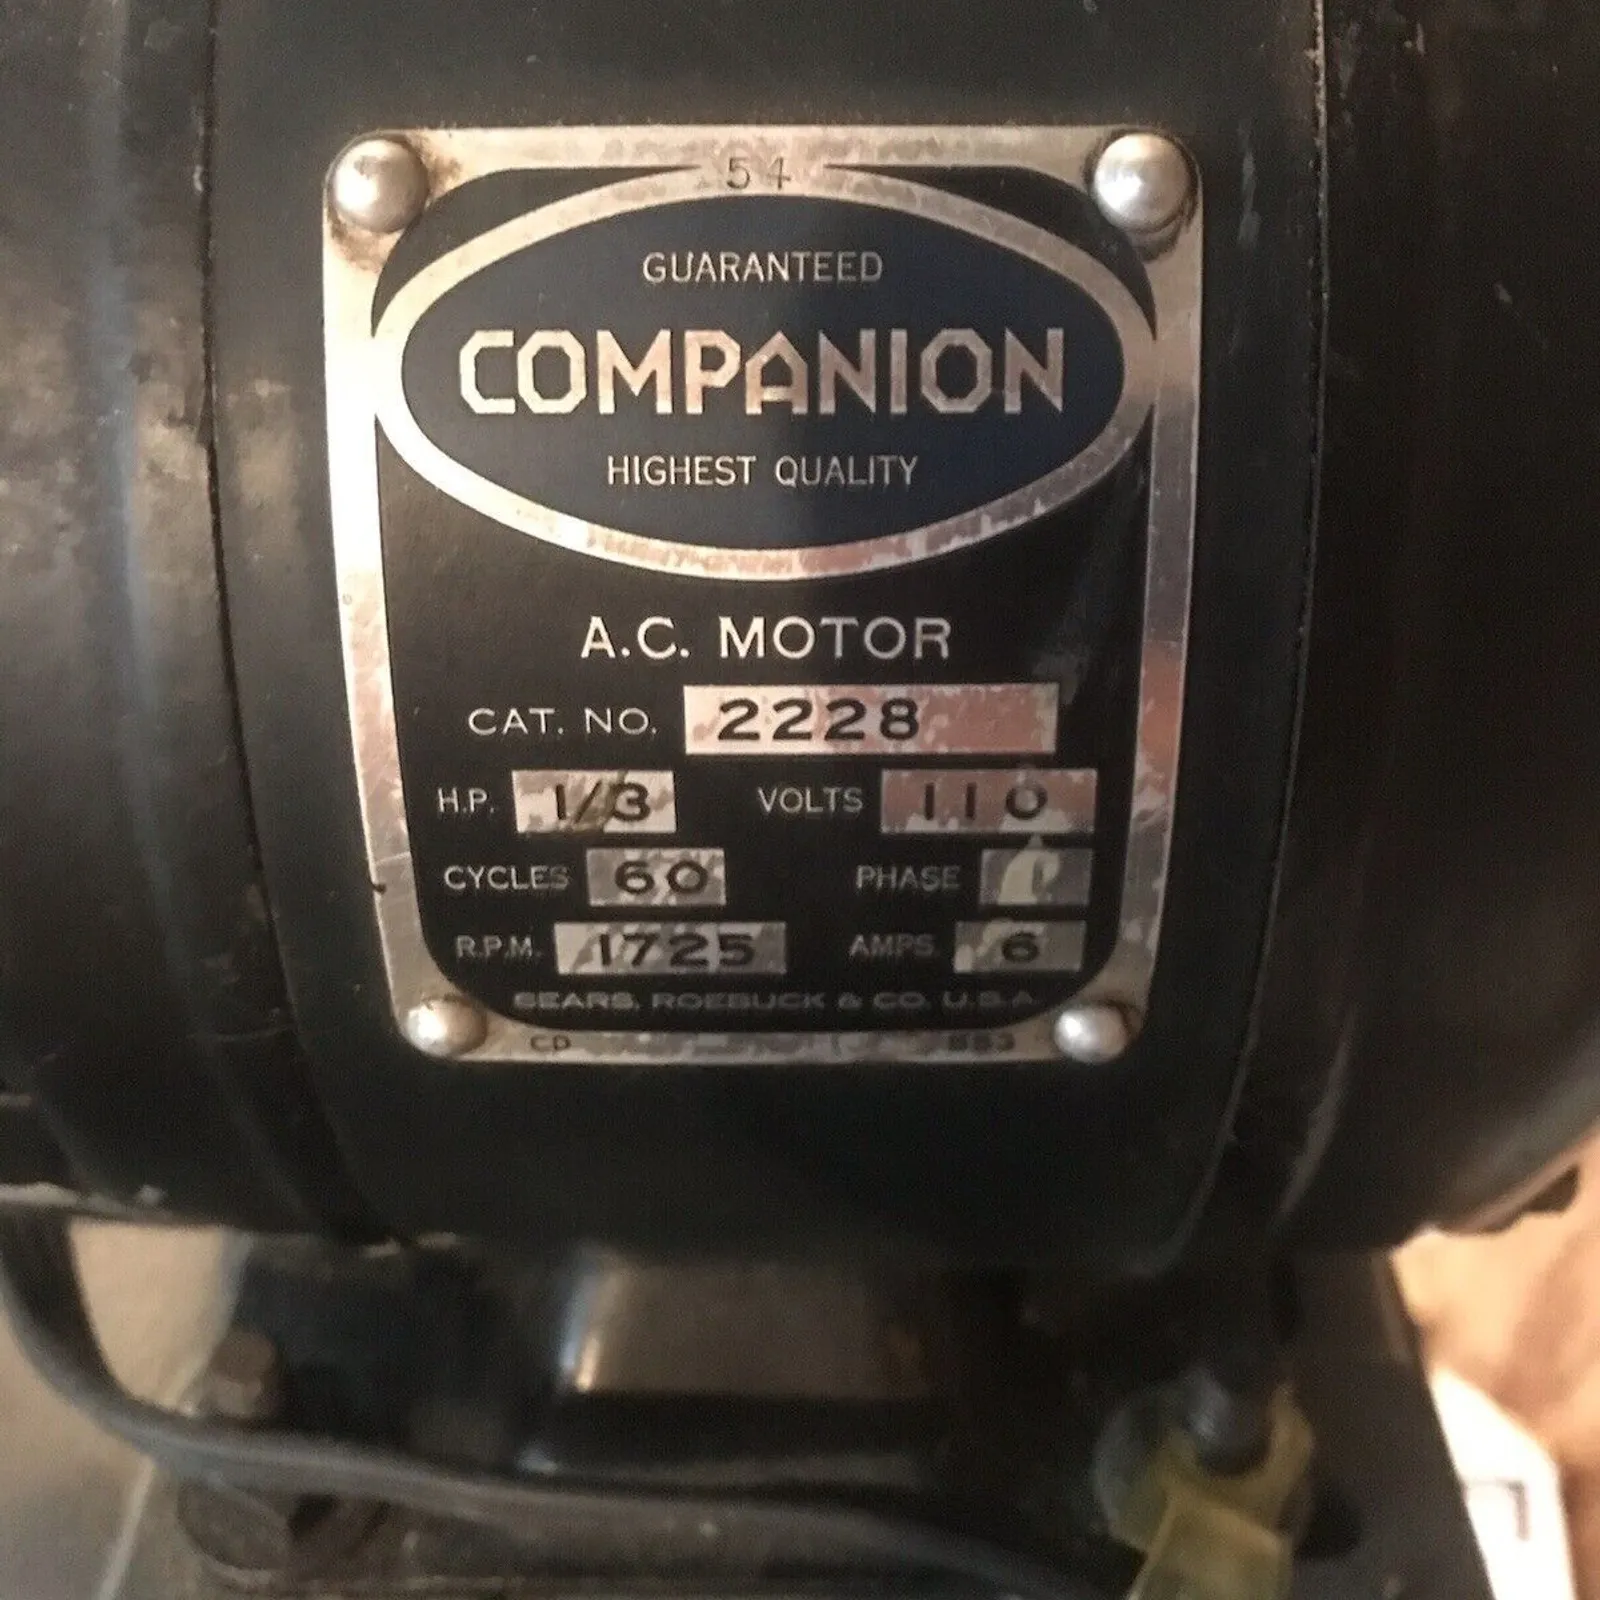 54
GUARANTEED
COMPANION
HIGHEST QUALITY
A.C. MOTOR
CAT. NO. 2228
H.P. 1/3 VOLTS 110
CYCLES 60 PHASE 1
R.P.M. 1725 AMPS. 6
SEARS, ROEBUCK & CO. U.S.A.
CD